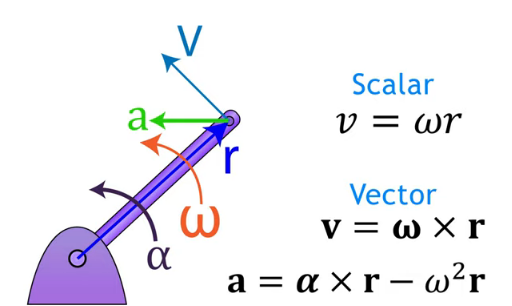 V
a
r
ω
α
Scalar
v = ωr
Vector
v = ω × r
a = α × r − ω²r